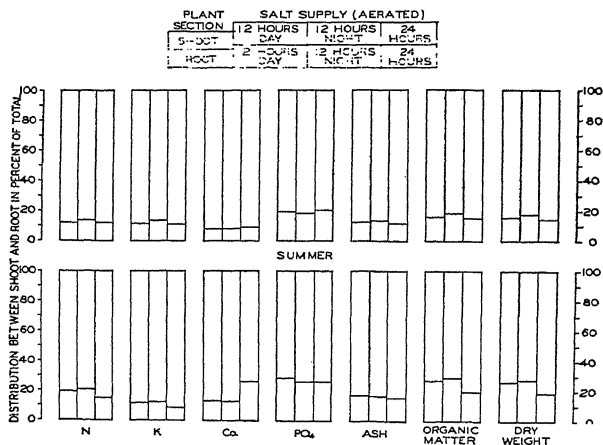 PLANT SECTION
SALT SUPPLY (AERATED)
SHOOT 12 HOURS DAY 12 HOURS NIGHT 24 HOURS
ROOT 12 HOURS DAY 12 HOURS NIGHT 24 HOURS
DISTRIBUTION BETWEEN SHOOT AND ROOT IN PERCENT OF TOTAL
100 100
80 80
60 60
40 40
20 20
0 0
SUMMER
100 100
80 80
60 60
40 40
20 20
0 0
N K Ca. PO₄ ASH ORGANIC MATTER DRY WEIGHT